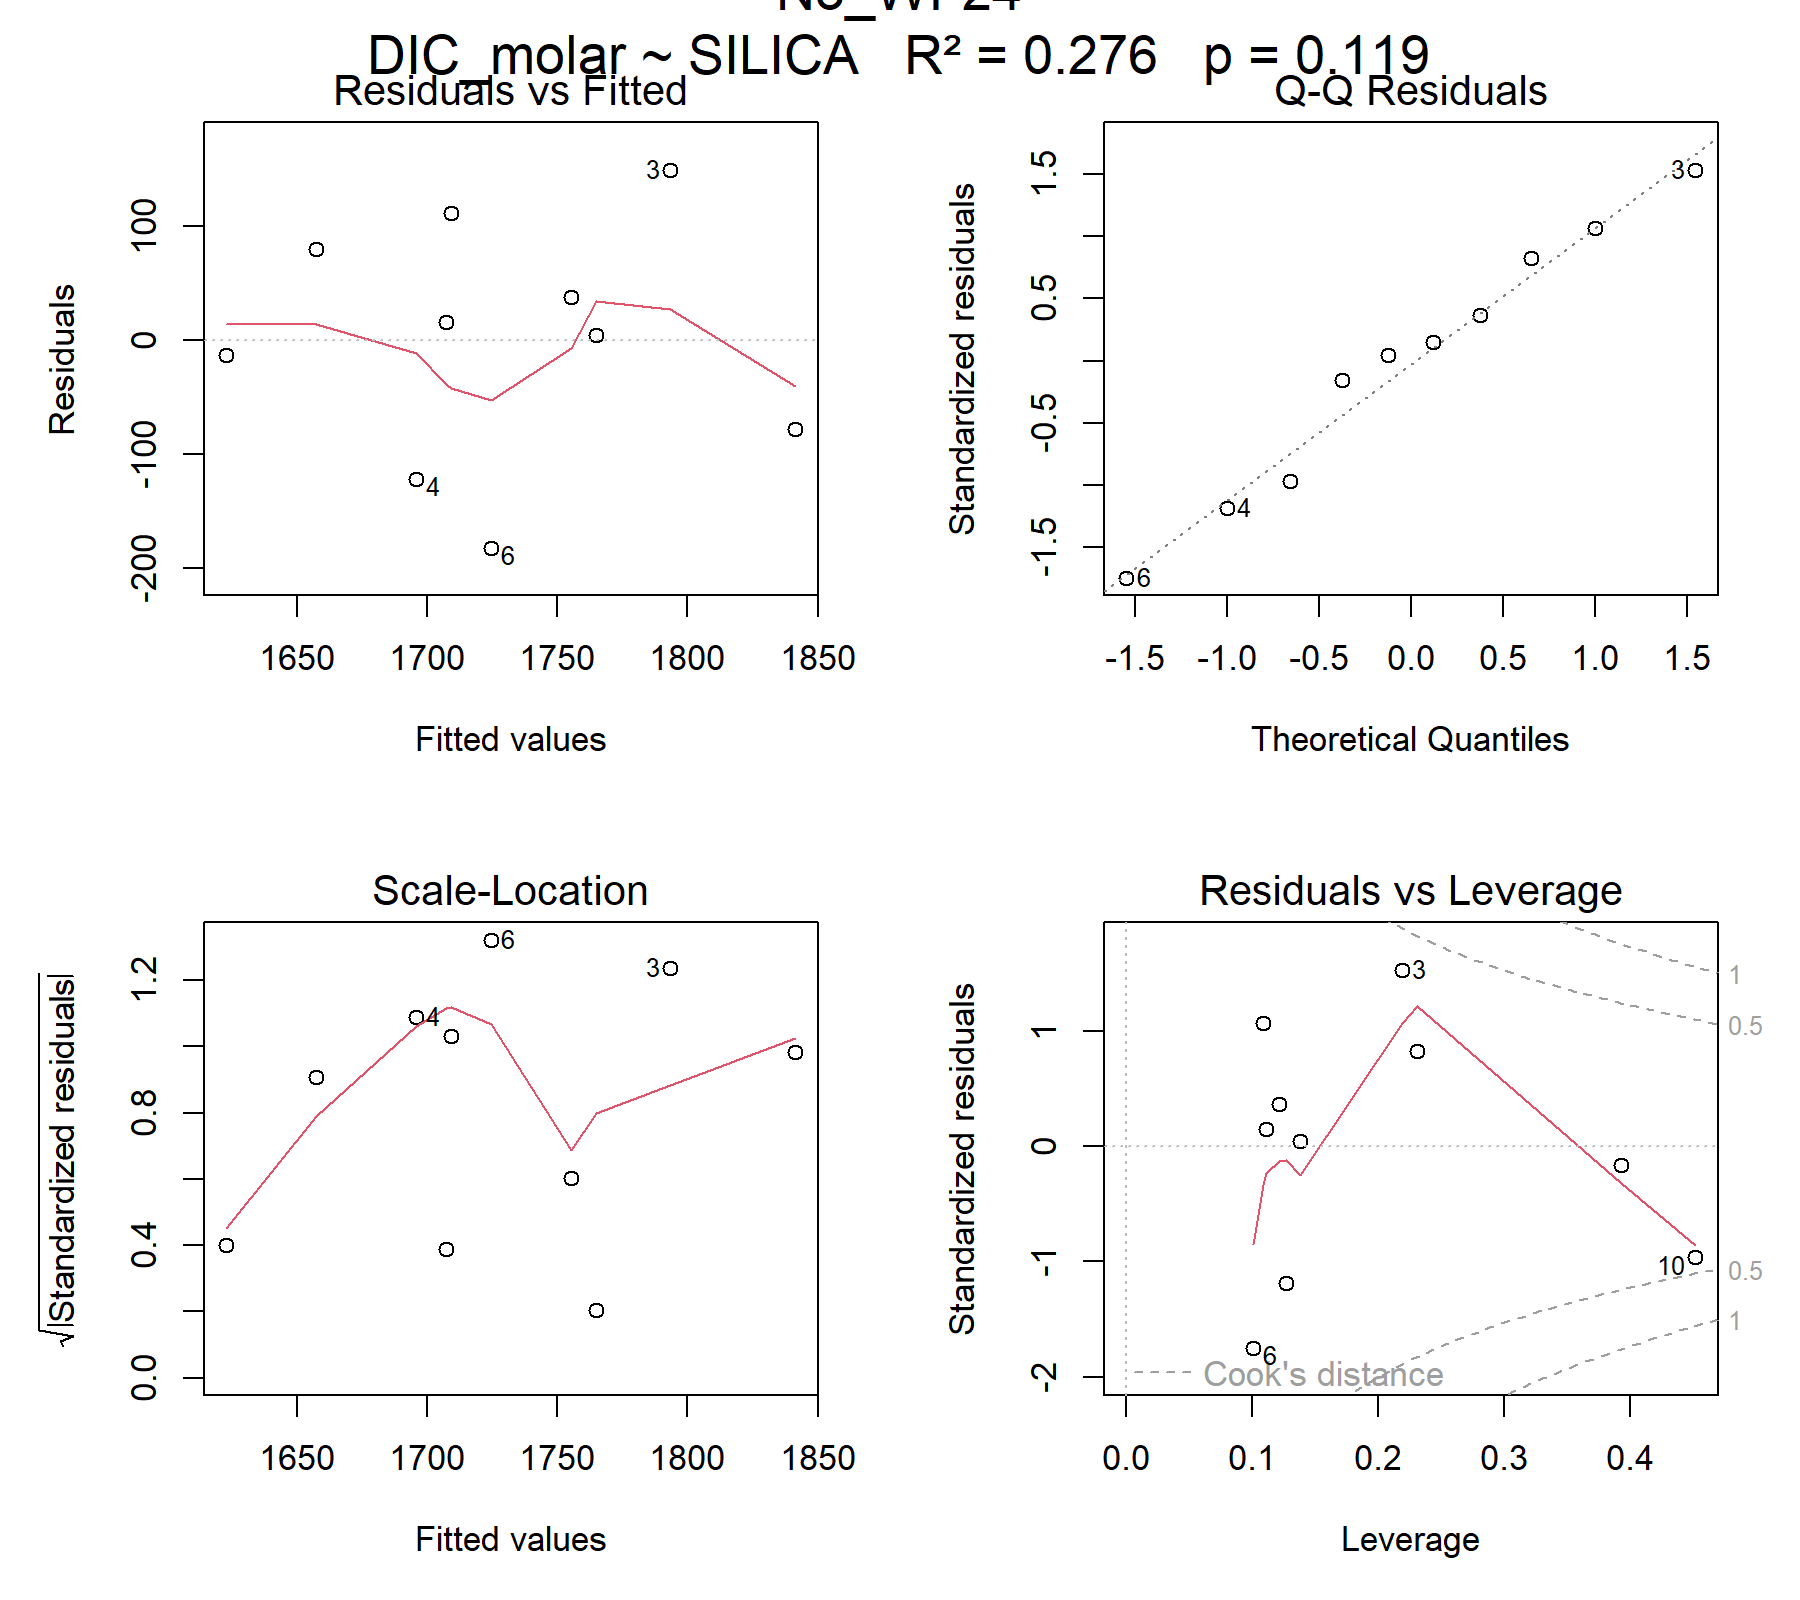 DIC_molar ~ SILICA R² = 0.276 p = 0.119
Residuals vs Fitted
Residuals
100
0
-100
-200
3
4
6
1650 1700 1750 1800 1850
Fitted values
Q-Q Residuals
Standardized residuals
1.5
0.5
-0.5
-1.5
3
4
6
-1.5 -1.0 -0.5 0.0 0.5 1.0 1.5
Theoretical Quantiles
Scale-Location
√|Standardized residuals|
1.2
0.8
0.4
0.0
6
3
4
1650 1700 1750 1800 1850
Fitted values
Residuals vs Leverage
Standardized residuals
1
0
-1
-2
3
10
6
1
0.5
0.5
1
Cook's distance
0.0 0.1 0.2 0.3 0.4
Leverage